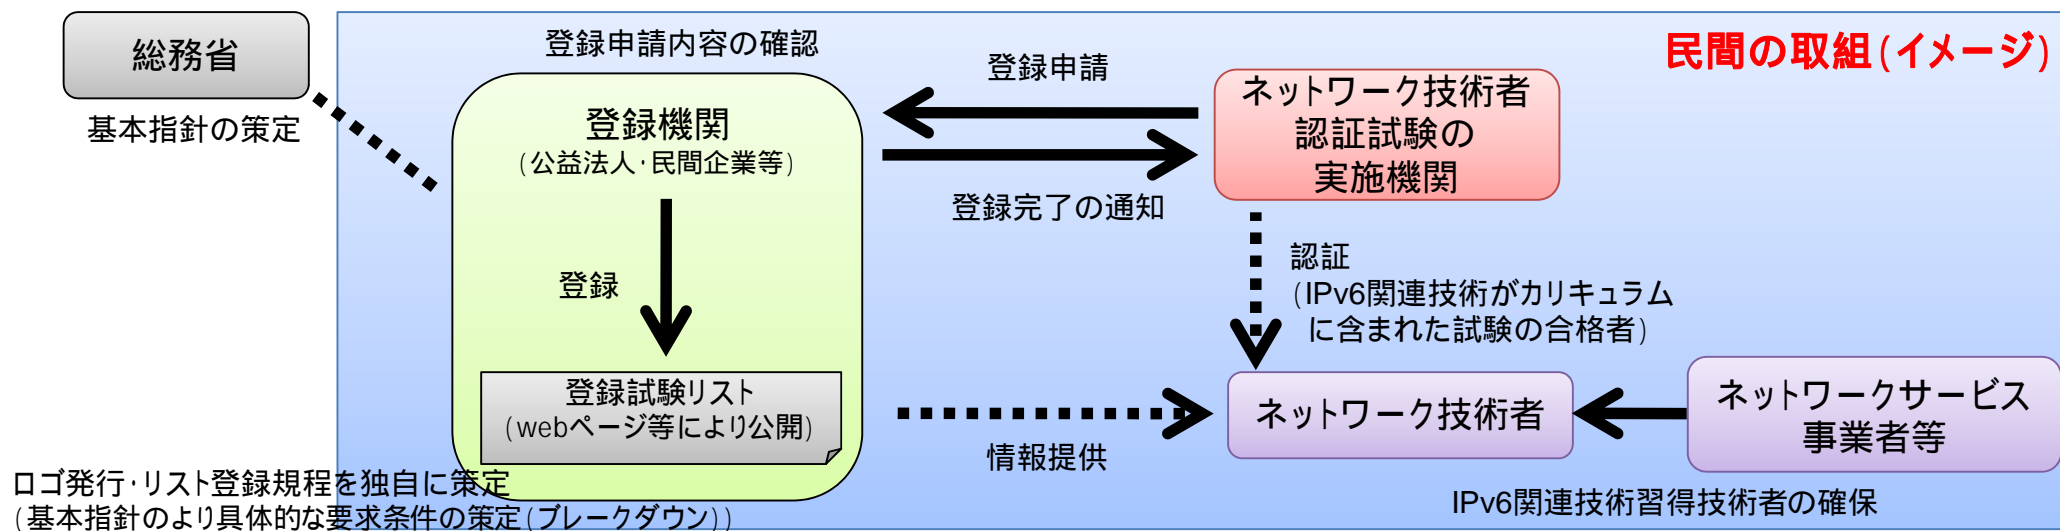 総務省
基本指針の策定
民間の取組(イメージ)
登録申請内容の確認
登録機関
(公益法人・民間企業等)
登録
登録試験リスト
(webページ等により公開)
ロゴ発行・リスト登録規程を独自に策定
(基本指針のより具体的な要求条件の策定(ブレークダウン))
登録申請
登録完了の通知
ネットワーク技術者
認証試験の
実施機関
認証
(IPv6関連技術がカリキュラム
に含まれた試験の合格者)
情報提供
ネットワーク技術者
ネットワークサービス
事業者等
IPv6関連技術習得技術者の確保